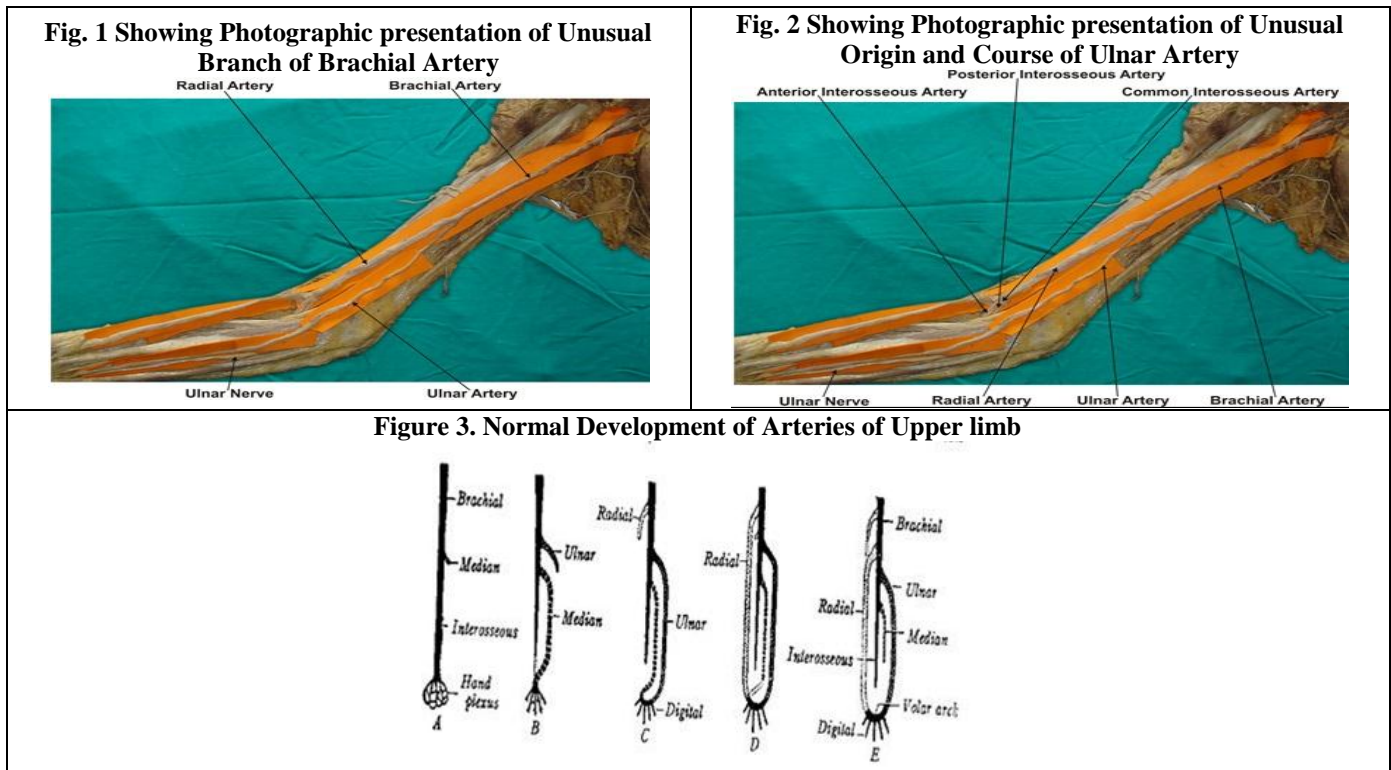 Fig. 1 Showing Photographic presentation of Unusual
Branch of Brachial Artery
Radial Artery Brachial Artery
Ulnar Nerve Ulnar Artery
Fig. 2 Showing Photographic presentation of Unusual
Origin and Course of Ulnar Artery
Posterior Interosseous Artery
Anterior Interosseous Artery Common Interosseous Artery
Ulnar Nerve Radial Artery Ulnar Artery Brachial Artery
Figure 3. Normal Development of Arteries of Upper limb
Brachial
Median
Interosseous
Hand
plexus
A
Ulnar
Median
B
Radial
Ulnar
Digital
C
Radial
D
Brachial
Ulnar
Radial
Median
Interosseous
Volar arch
Digital
E